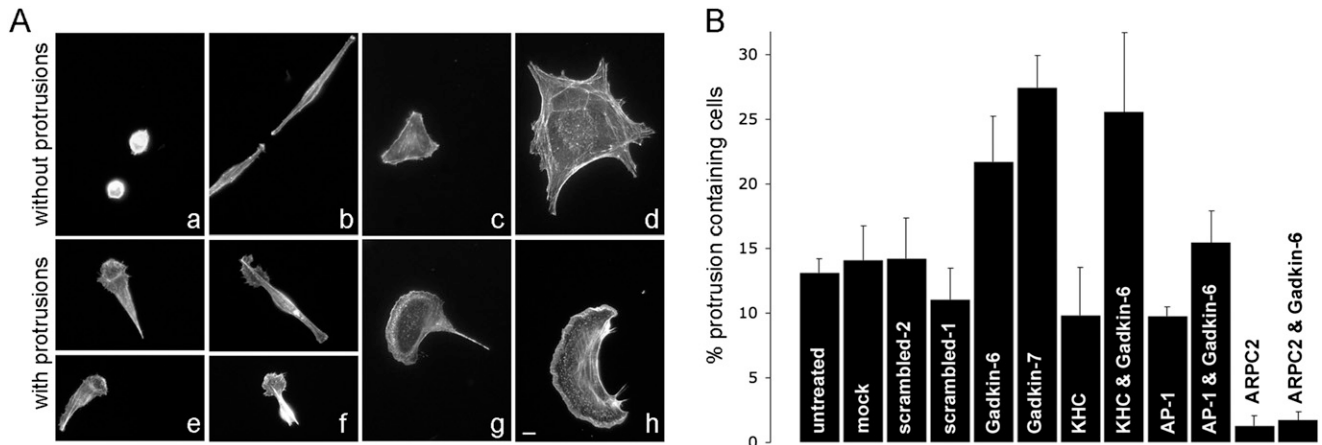 A
without protrusions
a
b
c
d
with protrusions
e
f
g
h
B
% protrusion containing cells
30
25
20
15
10
5
0
untreated
mock
scrambled-2
scrambled-1
Gadkin-6
Gadkin-7
KHC
KHC & Gadkin-6
AP-1
AP-1 & Gadkin-6
ARPC2
ARPC2 & Gadkin-6